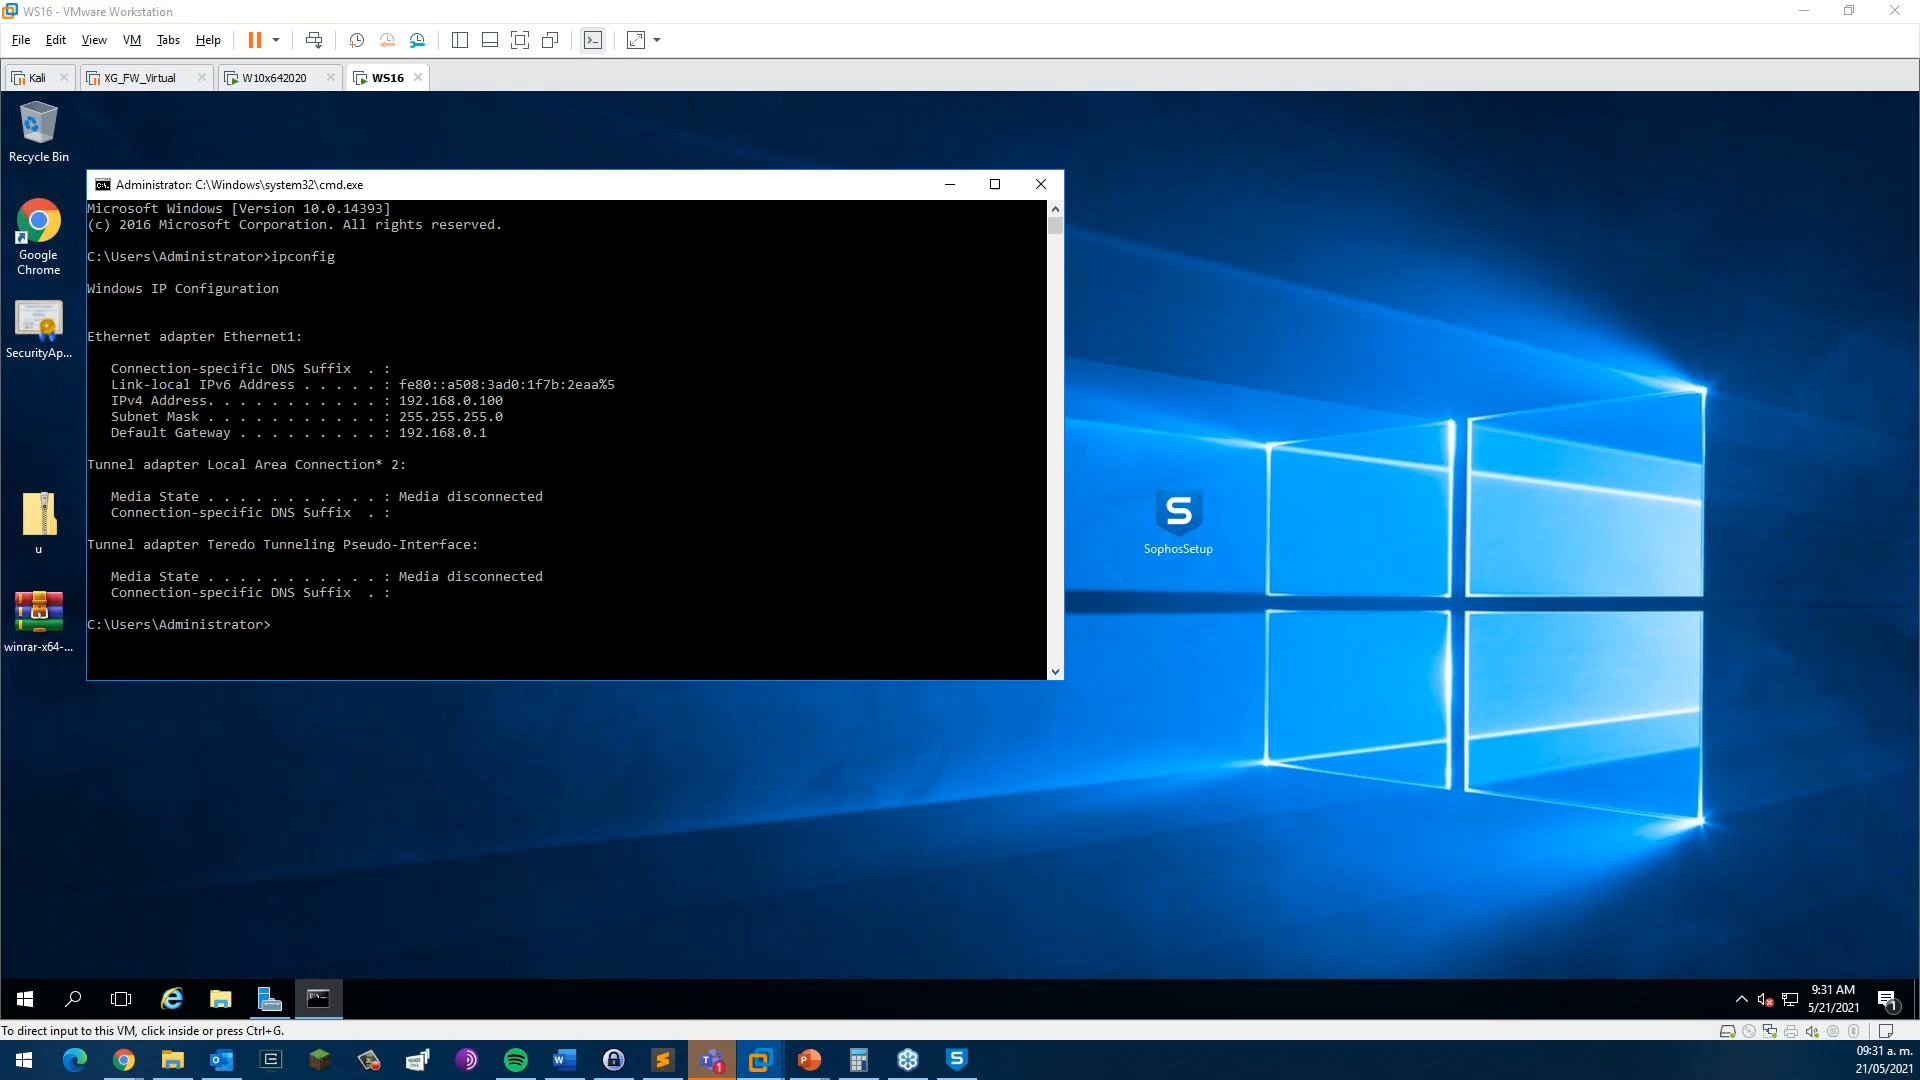 WS16 - VMware Workstation
File Edit View VM Tabs Help
Kali XG_FW_Virtual W10x642020 WS16
Recycle Bin
Google
Chrome
SecurityAp...
u
winrar-x64-...
Administrator: C:\Windows\system32\cmd.exe
Microsoft Windows [Version 10.0.14393]
(c) 2016 Microsoft Corporation. All rights reserved.
C:\Users\Administrator>ipconfig
Windows IP Configuration
Ethernet adapter Ethernet1:
Connection-specific DNS Suffix . :
Link-local IPv6 Address . . . . . : fe80::a508:3ad0:1f7b:2eaa%5
IPv4 Address. . . . . . . . . . . : 192.168.0.100
Subnet Mask . . . . . . . . . . . : 255.255.255.0
Default Gateway . . . . . . . . . : 192.168.0.1
Tunnel adapter Local Area Connection* 2:
Media State . . . . . . . . . . . : Media disconnected
Connection-specific DNS Suffix . :
Tunnel adapter Teredo Tunneling Pseudo-Interface:
Media State . . . . . . . . . . . : Media disconnected
Connection-specific DNS Suffix . :
C:\Users\Administrator>
S
SophosSetup
9:31 AM
5/21/2021
1
To direct input to this VM, click inside or press Ctrl+G.
09:31 a. m.
21/05/2021